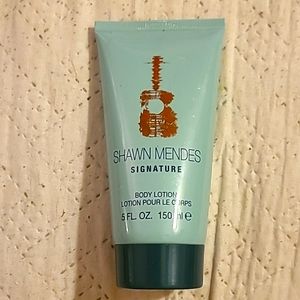 SHAWN MENDES
SIGNATURE
BODY LOTION
LOTION POUR LE CORPS
5 FL. OZ. 150 ml e